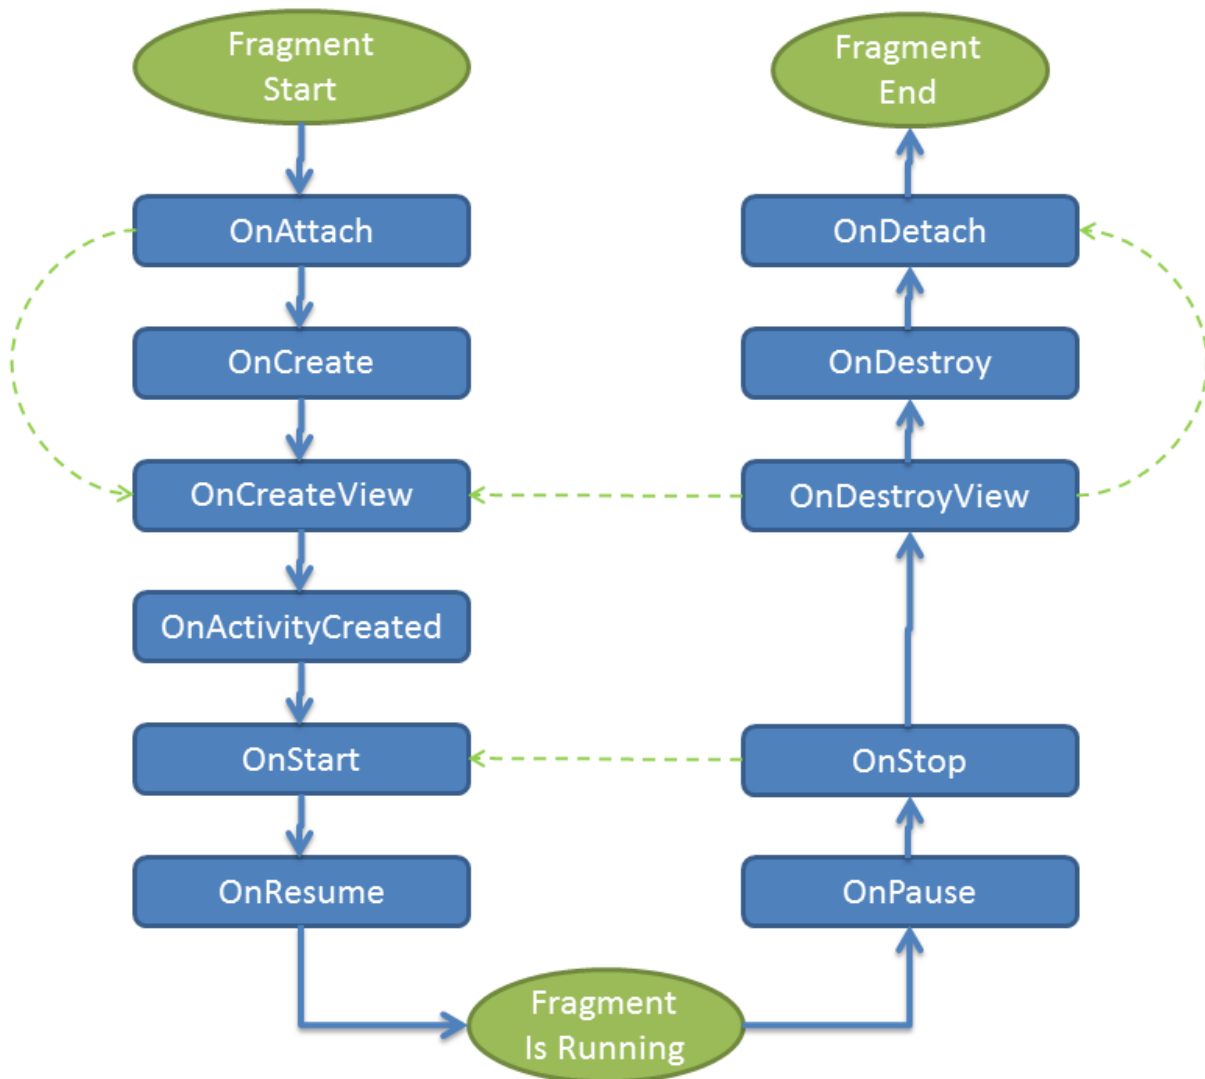 Fragment
Start
OnAttach
OnCreate
OnCreateView
OnActivityCreated
OnStart
OnResume
Fragment
Is Running
OnPause
OnStop
OnDestroyView
OnDestroy
OnDetach
Fragment
End